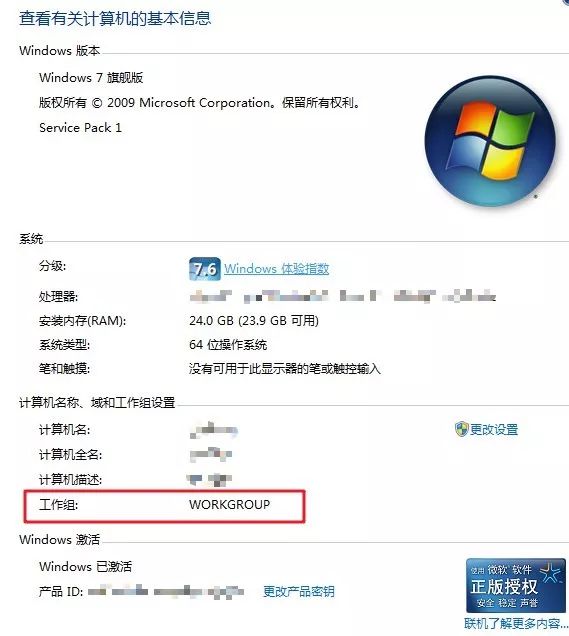 查看有关计算机的基本信息
Windows 版本
Windows 7 旗舰版
版权所有 © 2009 Microsoft Corporation。保留所有权利。
Service Pack 1
系统
分级:
7.6 Windows 体验指数
处理器:
安装内存(RAM): 24.0 GB (23.9 GB 可用)
系统类型: 64 位操作系统
笔和触摸: 没有可用于此显示器的笔或触控输入
计算机名称、域和工作组设置
计算机名: 更改设置
计算机全名:
计算机描述:
工作组: WORKGROUP
Windows 激活
Windows 已激活
产品 ID: 更改产品密钥
使用 微软 软件
正版授权
安全 稳定 声誉
联机了解更多内容...